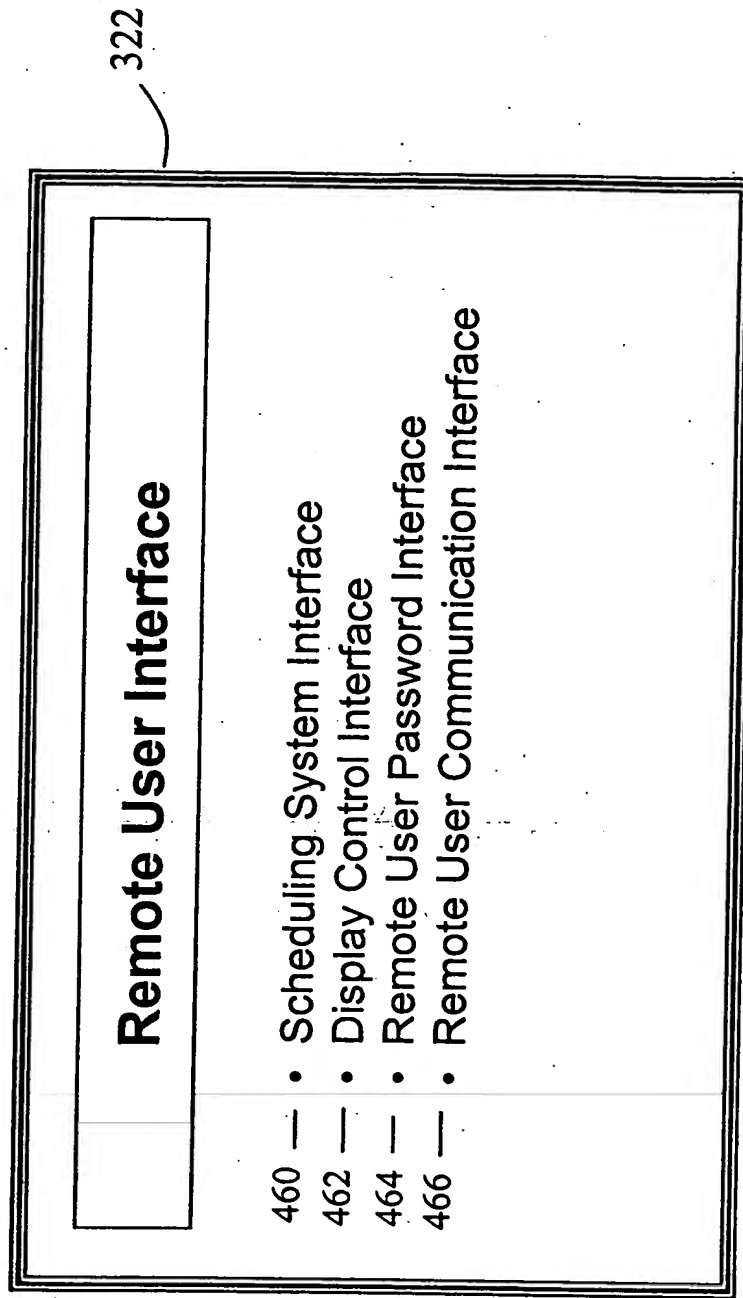 322
Remote User Interface
460 — • Scheduling System Interface
462 — • Display Control Interface
464 — • Remote User Password Interface
466 — • Remote User Communication Interface